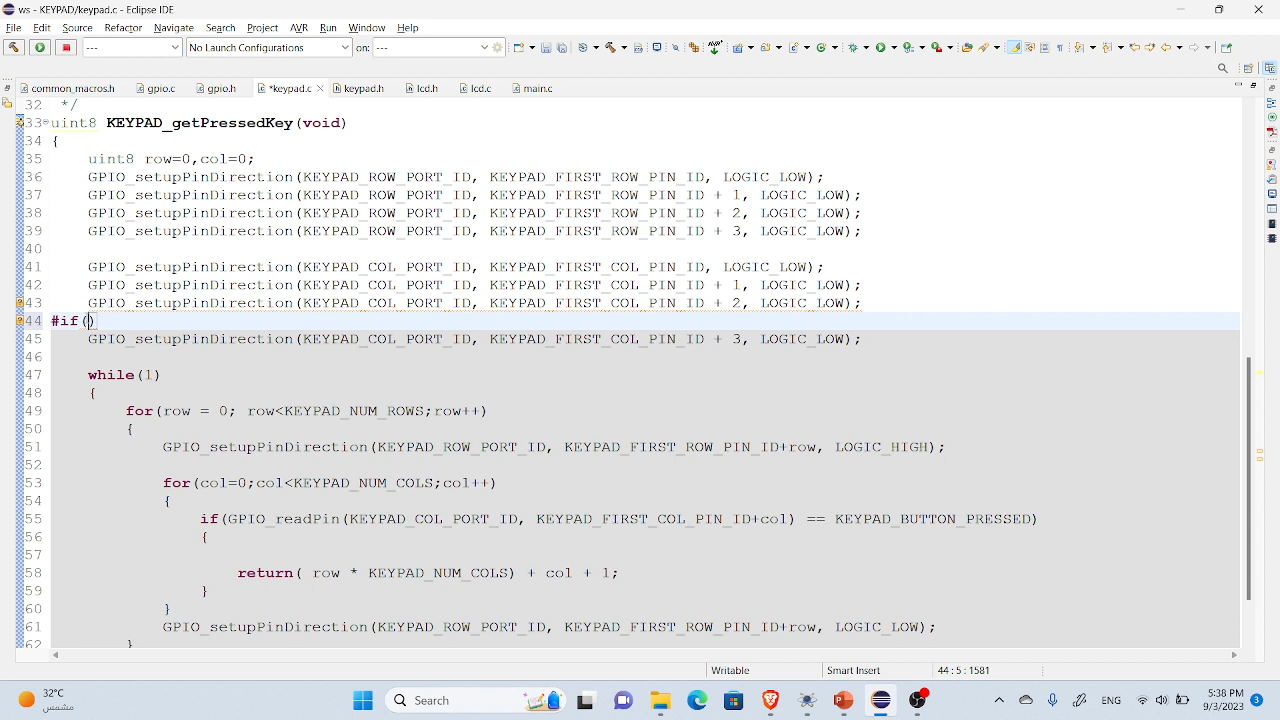 ws - KEYPAD/keypad.c - Eclipse IDE
File Edit Source Refactor Navigate Search Project AVR Run Window Help
--- No Launch Configurations on: ---
common_macros.h gpio.c gpio.h *keypad.c keypad.h lcd.h lcd.c main.c
32 */
33 uint8 KEYPAD_getPressedKey(void)
34 {
35 uint8 row=0,col=0;
36 GPIO_setupPinDirection(KEYPAD_ROW_PORT_ID, KEYPAD_FIRST_ROW_PIN_ID, LOGIC_LOW);
37 GPIO_setupPinDirection(KEYPAD_ROW_PORT_ID, KEYPAD_FIRST_ROW_PIN_ID + 1, LOGIC_LOW);
38 GPIO_setupPinDirection(KEYPAD_ROW_PORT_ID, KEYPAD_FIRST_ROW_PIN_ID + 2, LOGIC_LOW);
39 GPIO_setupPinDirection(KEYPAD_ROW_PORT_ID, KEYPAD_FIRST_ROW_PIN_ID + 3, LOGIC_LOW);
40
41 GPIO_setupPinDirection(KEYPAD_COL_PORT_ID, KEYPAD_FIRST_COL_PIN_ID, LOGIC_LOW);
42 GPIO_setupPinDirection(KEYPAD_COL_PORT_ID, KEYPAD_FIRST_COL_PIN_ID + 1, LOGIC_LOW);
43 GPIO_setupPinDirection(KEYPAD_COL_PORT_ID, KEYPAD_FIRST_COL_PIN_ID + 2, LOGIC_LOW);
44 #if()
45 GPIO_setupPinDirection(KEYPAD_COL_PORT_ID, KEYPAD_FIRST_COL_PIN_ID + 3, LOGIC_LOW);
46
47 while(1)
48 {
49 for(row = 0; row<KEYPAD_NUM_ROWS;row++)
50 {
51 GPIO_setupPinDirection(KEYPAD_ROW_PORT_ID, KEYPAD_FIRST_ROW_PIN_ID+row, LOGIC_HIGH);
52
53 for(col=0;col<KEYPAD_NUM_COLS;col++)
54 {
55 if(GPIO_readPin(KEYPAD_COL_PORT_ID, KEYPAD_FIRST_COL_PIN_ID+col) == KEYPAD_BUTTON_PRESSED)
56 {
57
58 return( row * KEYPAD_NUM_COLS) + col + 1;
59 }
60 }
61 GPIO_setupPinDirection(KEYPAD_ROW_PORT_ID, KEYPAD_FIRST_ROW_PIN_ID+row, LOGIC_LOW);
62 }
Writable Smart Insert 44 : 5 : 1581
32°C
مشمس
Search
ENG
5:38 PM
9/3/2023
3